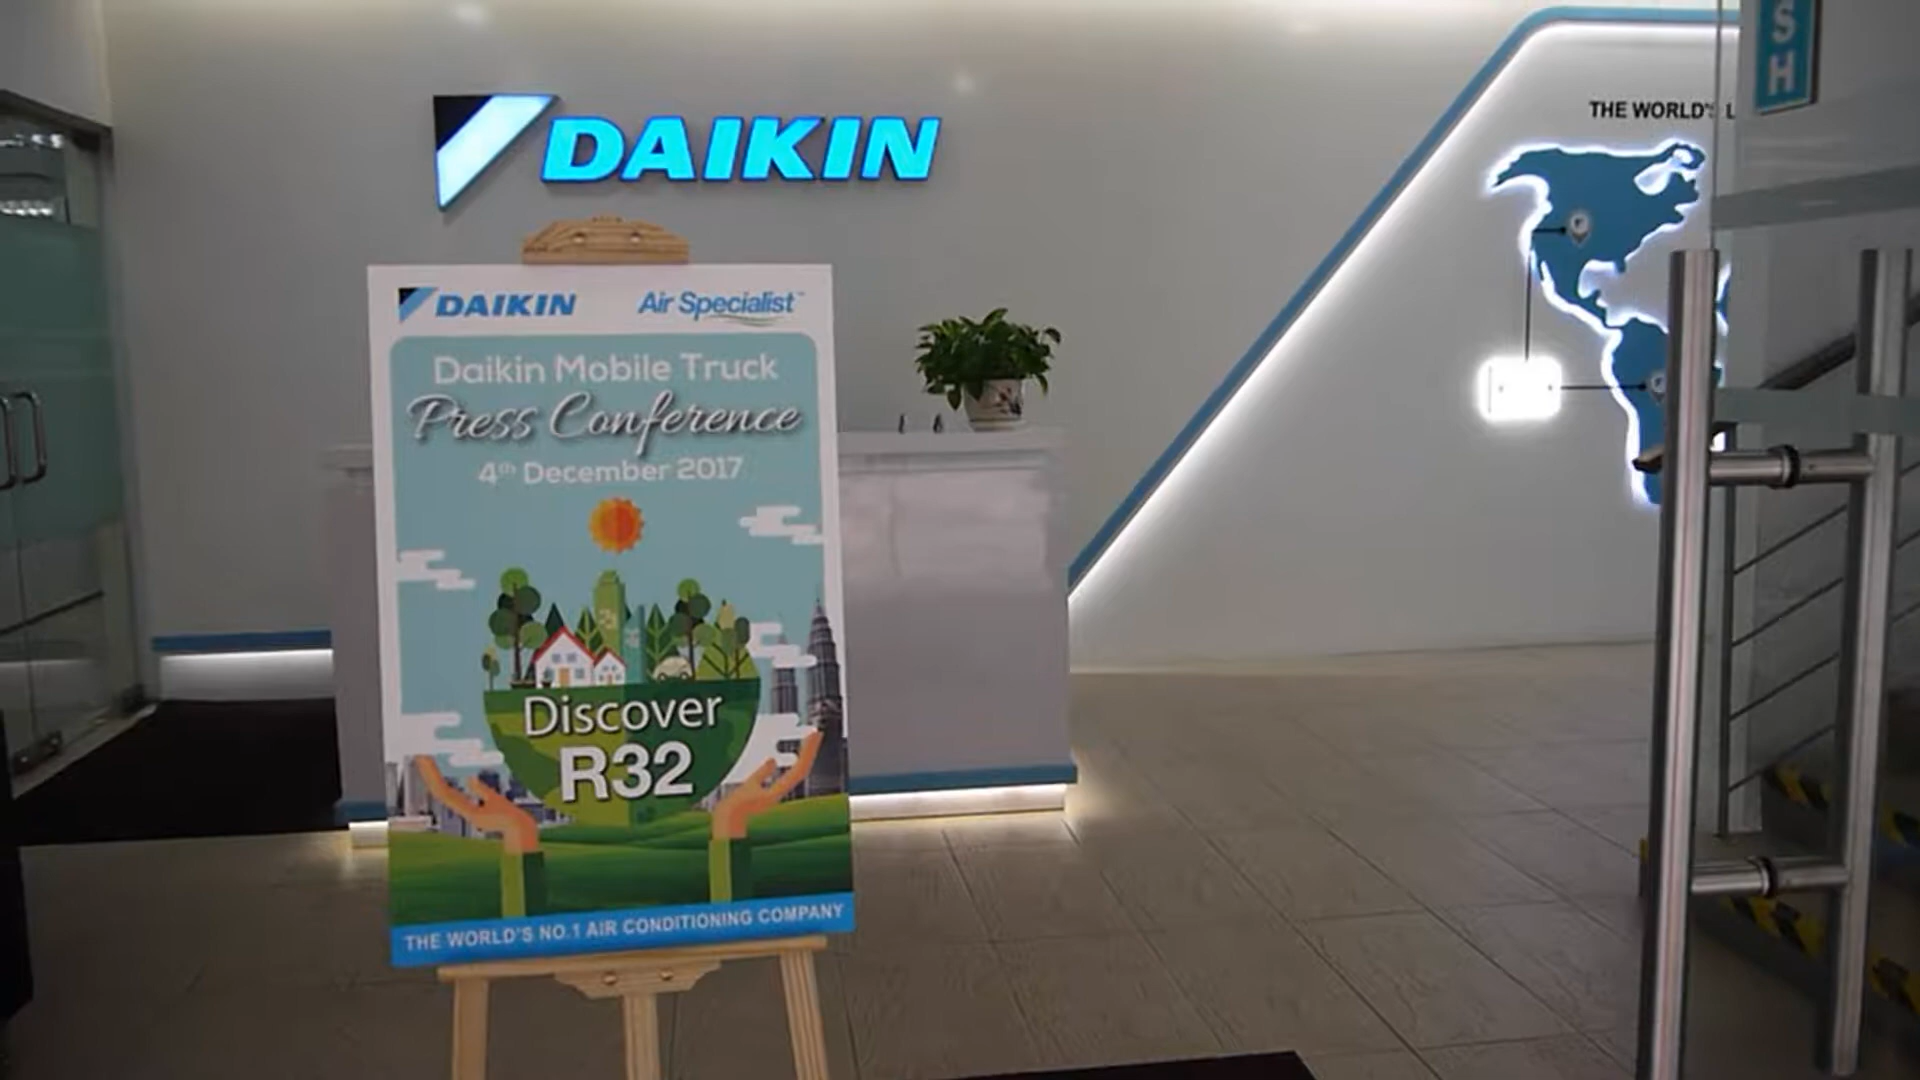 DAIKIN
THE WORLD'S L
SH
DAIKIN Air Specialist™
Daikin Mobile Truck
Press Conference
4th December 2017
Discover
R32
THE WORLD'S NO.1 AIR CONDITIONING COMPANY